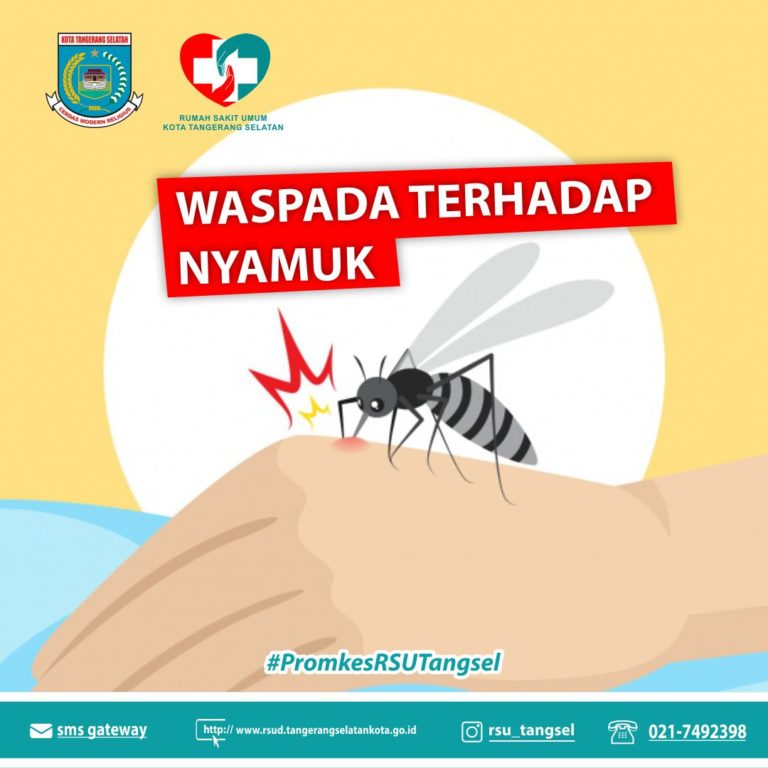 KOTA TANGERANG SELATAN
CERDAS MODERN RELIGIUS
RUMAH SAKIT UMUM
KOTA TANGERANG SELATAN
WASPADA TERHADAP
NYAMUK
#PromkesRSUTangsel
sms gateway
http:// www.rsud.tangerangselatankota.go.id
rsu_tangsel
021-7492398